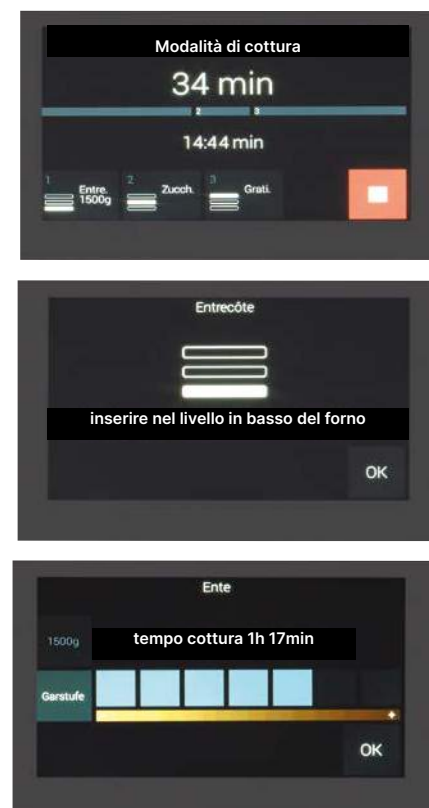 Modalità di cottura
34 min
2 3
14:44 min
1 Entre. 1500g 2 Zucch. 3 Grati.
Entrecôte
inserire nel livello in basso del forno
OK
Ente
1500g
tempo cottura 1h 17min
Garstufe
OK